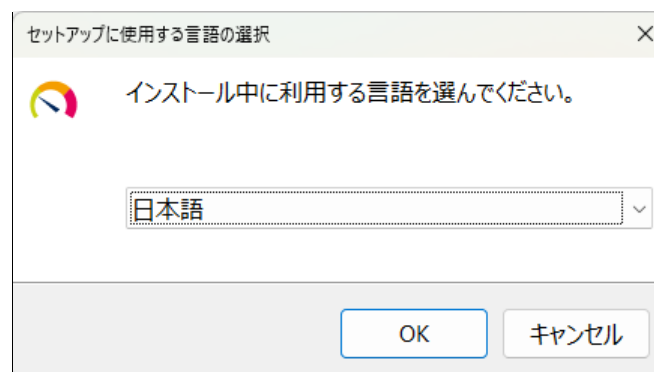 セットアップに使用する言語の選択
インストール中に利用する言語を選んでください。
日本語
OK
キャンセル